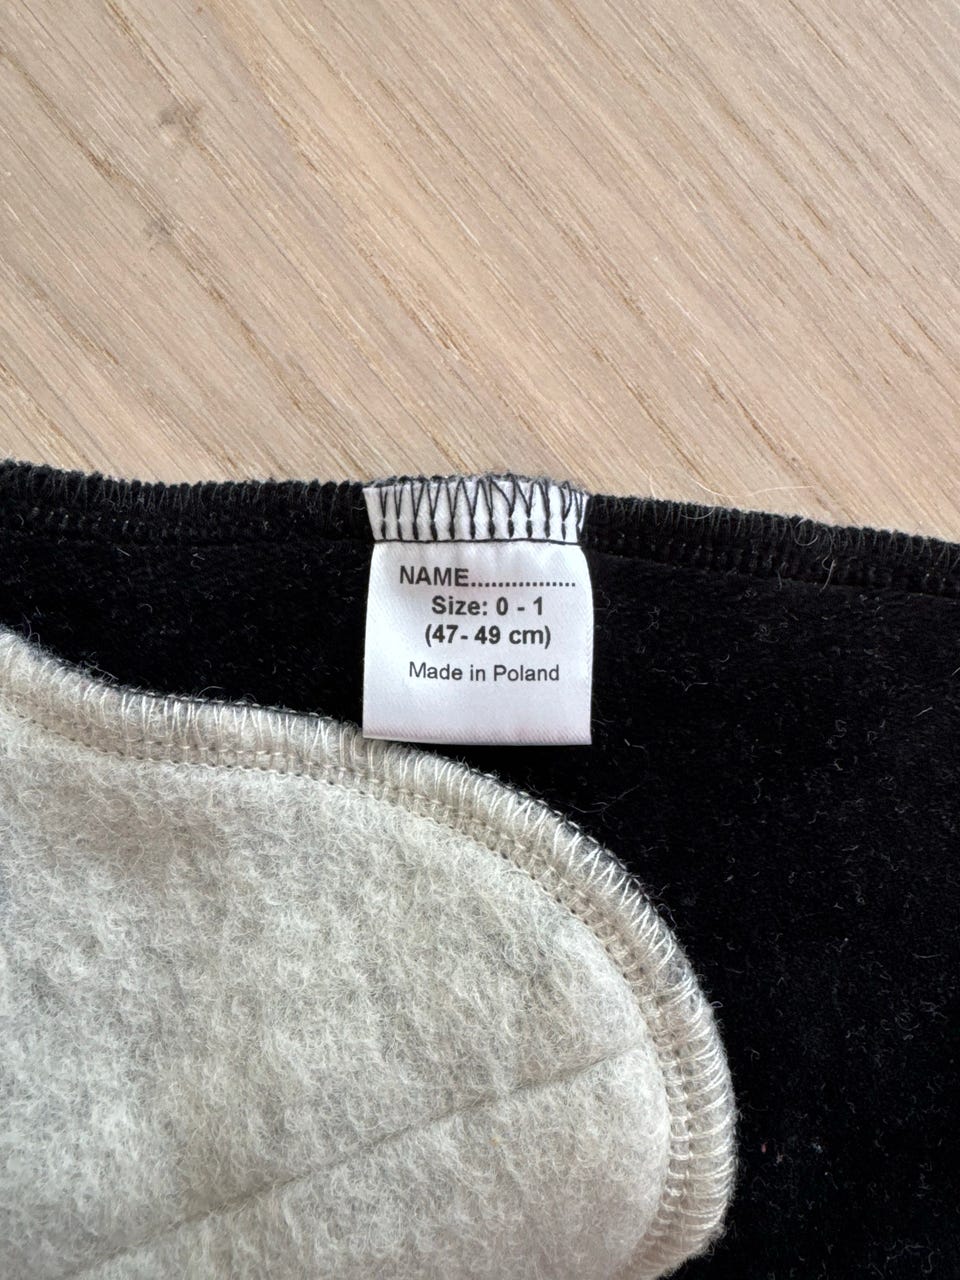 NAME.................
Size: 0 - 1
(47- 49 cm)
Made in Poland